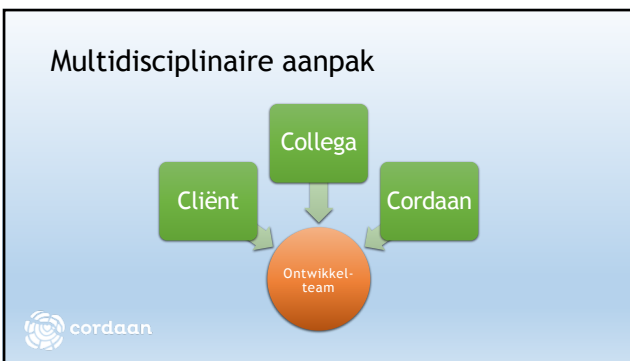 Multidisciplinaire aanpak
Collega
Cliënt
Cordaan
Ontwikkel-
team
cordaan